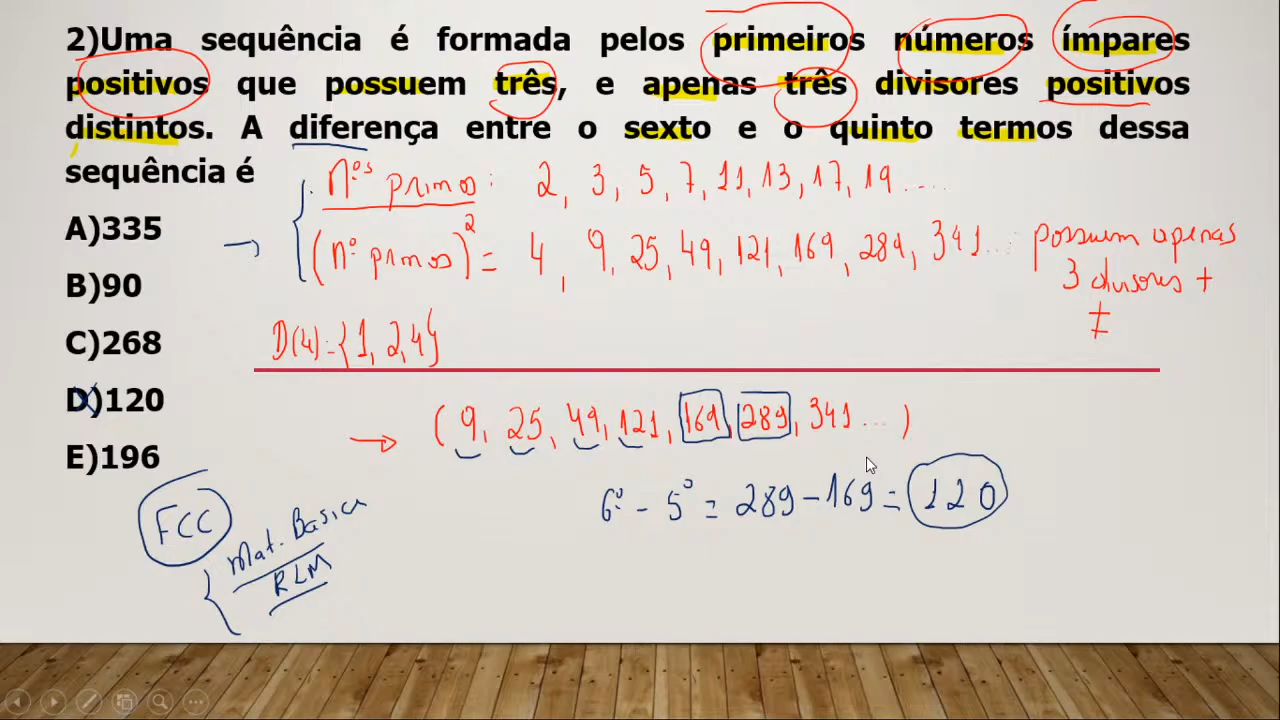 2)Uma sequência é formada pelos primeiros números ímpares
positivos que possuem três, e apenas três divisores positivos
distintos. A diferença entre o sexto e o quinto termos dessa
sequência é
Nºs primos: 2, 3, 5, 7, 11, 13, 17, 19 ....
A)335
(Nº primos)² = 4, 9, 25, 49, 121, 169, 289, 341... possuem apenas
3 divisores +
≠
B)90
C)268
D(4)={1, 2, 4}
D)120
(9, 25, 49, 121, 169, 289, 341...)
E)196
6º - 5º = 289 - 169 = 120
FCC
Mat. Basica
RLM